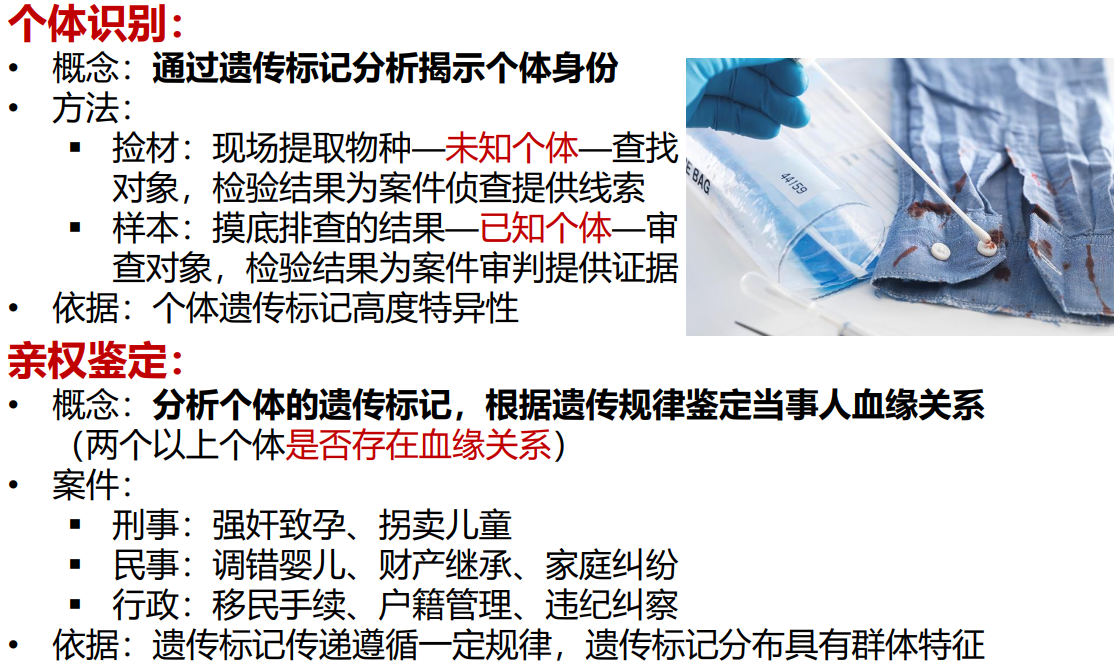 个体识别：
• 概念：通过遗传标记分析揭示个体身份
• 方法：
▪ 捡材：现场提取物种—未知个体—查找
对象，检验结果为案件侦查提供线索
▪ 样本：摸底排查的结果—已知个体—审
查对象，检验结果为案件审判提供证据
• 依据：个体遗传标记高度特异性
E BAG
44159
亲权鉴定：
• 概念：分析个体的遗传标记，根据遗传规律鉴定当事人血缘关系
（两个以上个体是否存在血缘关系）
• 案件：
▪ 刑事：强奸致孕、拐卖儿童
▪ 民事：调错婴儿、财产继承、家庭纠纷
▪ 行政：移民手续、户籍管理、违纪纠察
• 依据：遗传标记传递遵循一定规律，遗传标记分布具有群体特征